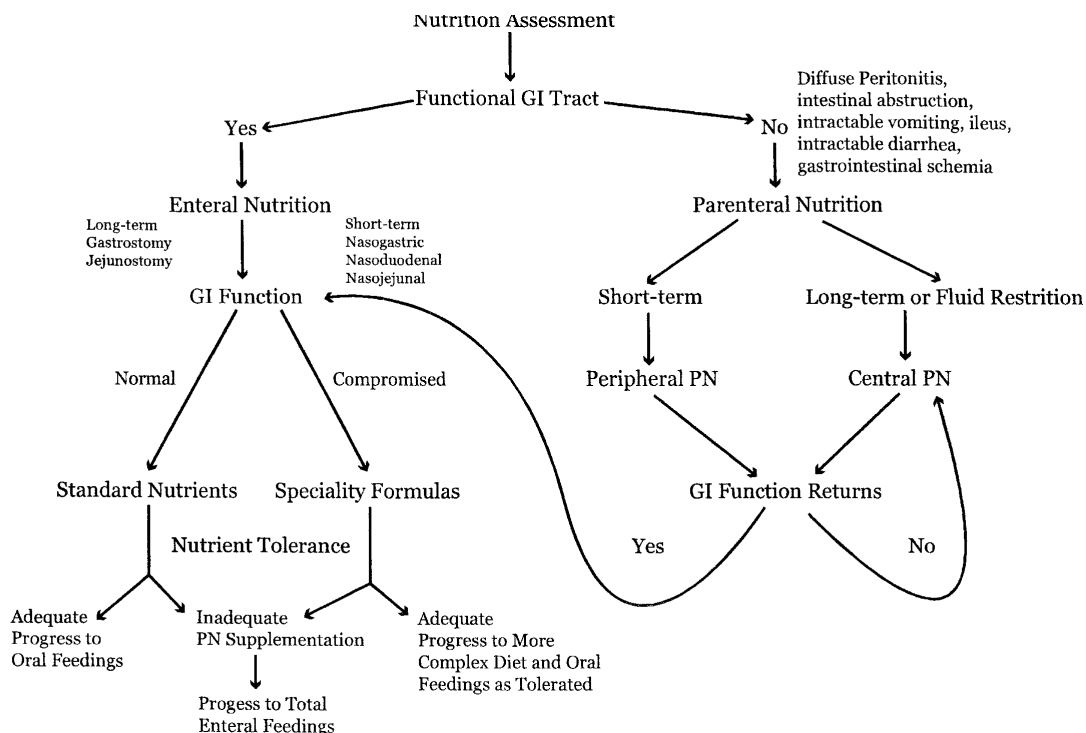 Nutrition Assessment
Functional GI Tract
Yes
No
Diffuse Peritonitis,
intestinal abstruction,
intractable vomiting, ileus,
intractable diarrhea,
gastrointestinal schemia
Enteral Nutrition
Long-term
Gastrostomy
Jejunostomy
Short-term
Nasogastric
Nasoduodenal
Nasojejunal
Parenteral Nutrition
GI Function
Short-term
Long-term or Fluid Restrition
Normal
Compromised
Peripheral PN
Central PN
Standard Nutrients
Speciality Formulas
GI Function Returns
Nutrient Tolerance
Yes
No
Adequate
Progress to
Oral Feedings
Inadequate
PN Supplementation
Adequate
Progress to More
Complex Diet and Oral
Feedings as Tolerated
Progess to Total
Enteral Feedings